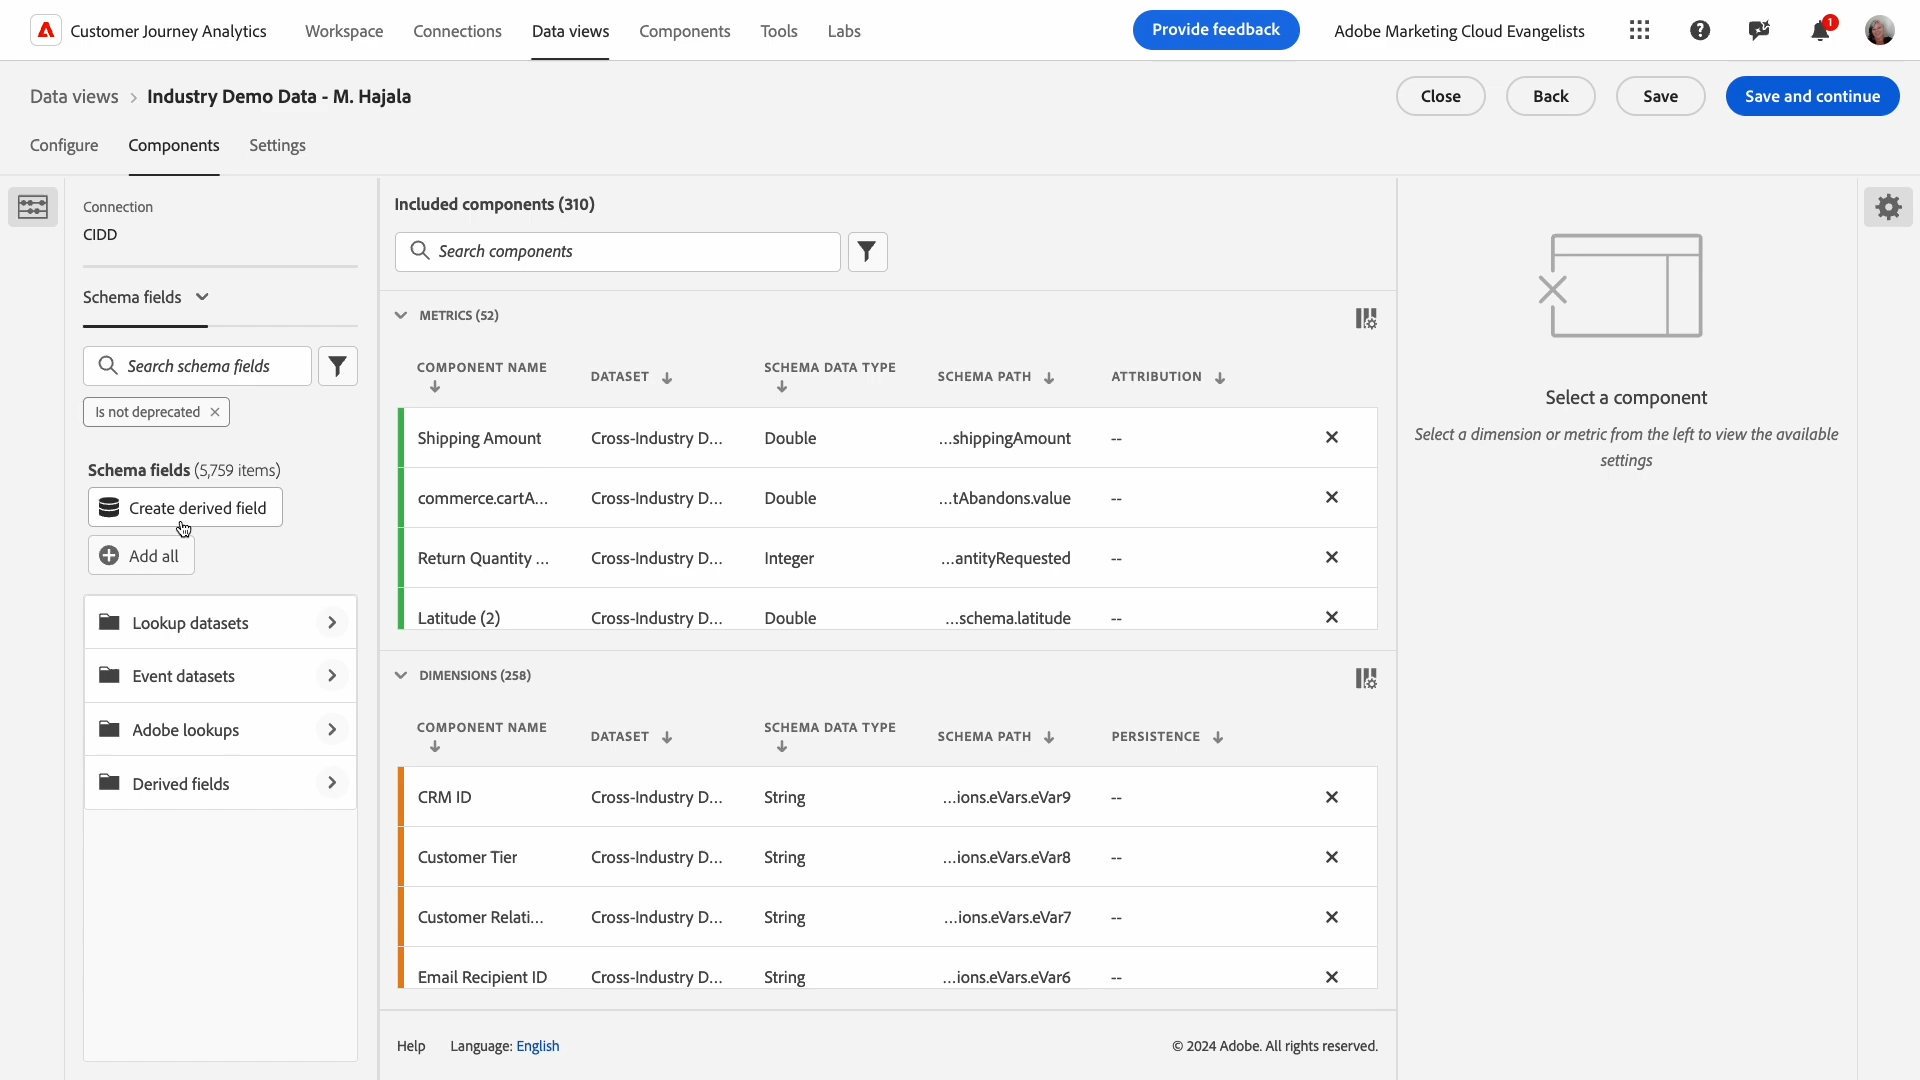 Customer Journey Analytics
Workspace
Connections
Data views
Components
Tools
Labs
Provide feedback
Adobe Marketing Cloud Evangelists
1
Data views > Industry Demo Data - M. Hajala
Close
Back
Save
Save and continue
Configure
Components
Settings
Connection
CIDD
Schema fields
Search schema fields
Is not deprecated
Schema fields (5,759 items)
Create derived field
Add all
Lookup datasets
Event datasets
Adobe lookups
Derived fields
Included components (310)
Search components
METRICS (52)
COMPONENT NAME
DATASET
SCHEMA DATA TYPE
SCHEMA PATH
ATTRIBUTION
Shipping Amount Cross-Industry D... Double ...shippingAmount --
commerce.cartA... Cross-Industry D... Double ...tAbandons.value --
Return Quantity ... Cross-Industry D... Integer ...antityRequested --
Latitude (2) Cross-Industry D... Double ...schema.latitude --
DIMENSIONS (258)
COMPONENT NAME
DATASET
SCHEMA DATA TYPE
SCHEMA PATH
PERSISTENCE
CRM ID Cross-Industry D... String ...ions.eVars.eVar9 --
Customer Tier Cross-Industry D... String ...ions.eVars.eVar8 --
Customer Relati... Cross-Industry D... String ...ions.eVars.eVar7 --
Email Recipient ID Cross-Industry D... String ...ions.eVars.eVar6 --
Help
Language: English
© 2024 Adobe. All rights reserved.
Select a component
Select a dimension or metric from the left to view the available
settings